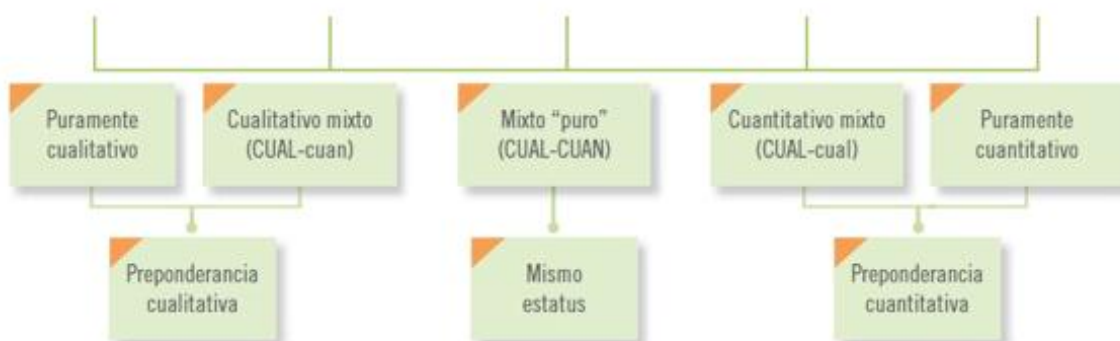 Puramente
cualitativo
Cualitativo mixto
(CUAL-cuan)
Mixto “puro”
(CUAL-CUAN)
Cuantitativo mixto
(CUAL-cual)
Puramente
cuantitativo
Preponderancia
cualitativa
Mismo
estatus
Preponderancia
cuantitativa